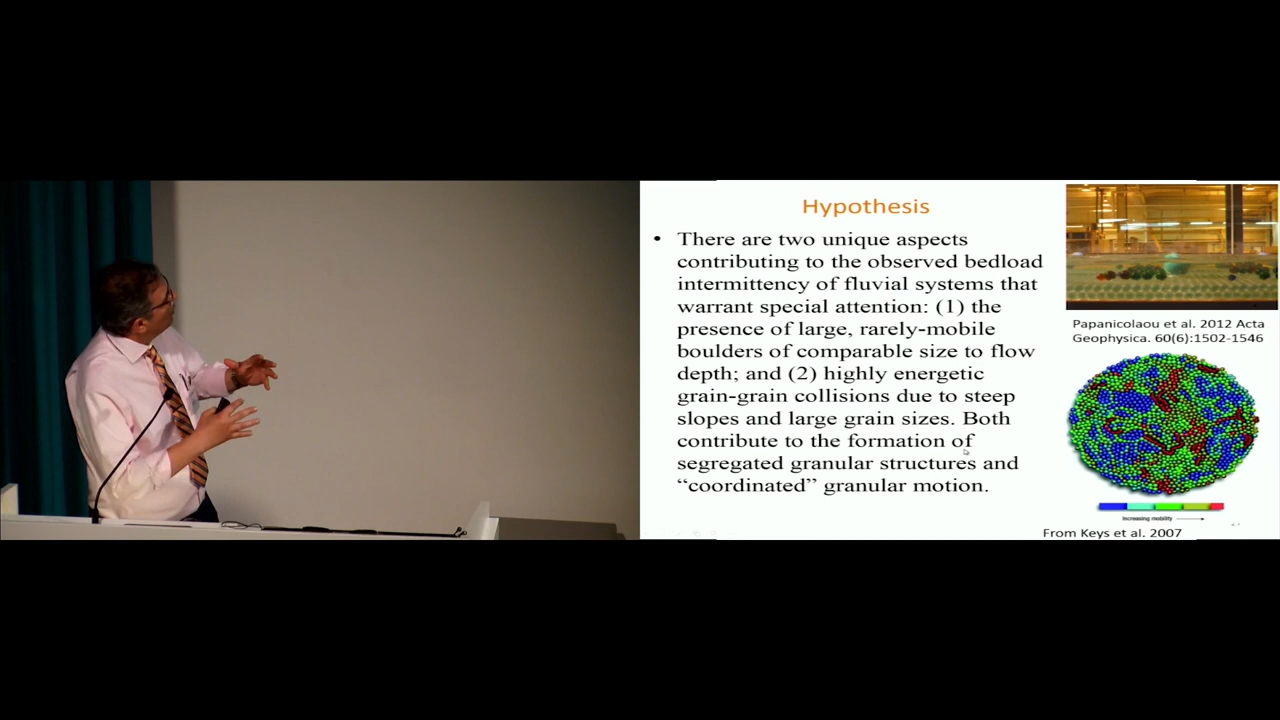 Hypothesis
• There are two unique aspects
contributing to the observed bedload
intermittency of fluvial systems that
warrant special attention: (1) the
presence of large, rarely-mobile
boulders of comparable size to flow
depth; and (2) highly energetic
grain-grain collisions due to steep
slopes and large grain sizes. Both
contribute to the formation of
segregated granular structures and
“coordinated” granular motion.
Papanicolaou et al. 2012 Acta
Geophysica. 60(6):1502-1546
Increasing mobility
From Keys et al. 2007